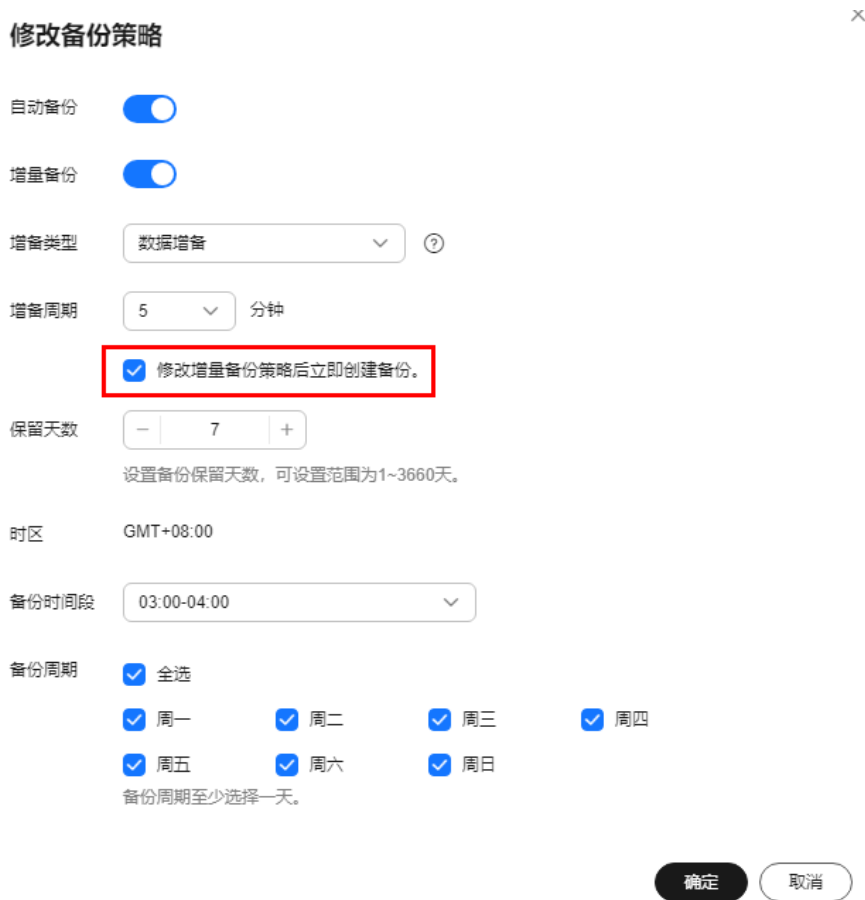 修改备份策略
自动备份
增量备份
增备类型 数据增备 ?
增备周期 5 分钟
修改增量备份策略后立即创建备份。
保留天数 − 7 +
设置备份保留天数，可设置范围为1~3660天。
时区 GMT+08:00
备份时间段 03:00-04:00
备份周期 全选
周一 周二 周三 周四
周五 周六 周日
备份周期至少选择一天。
确定 取消